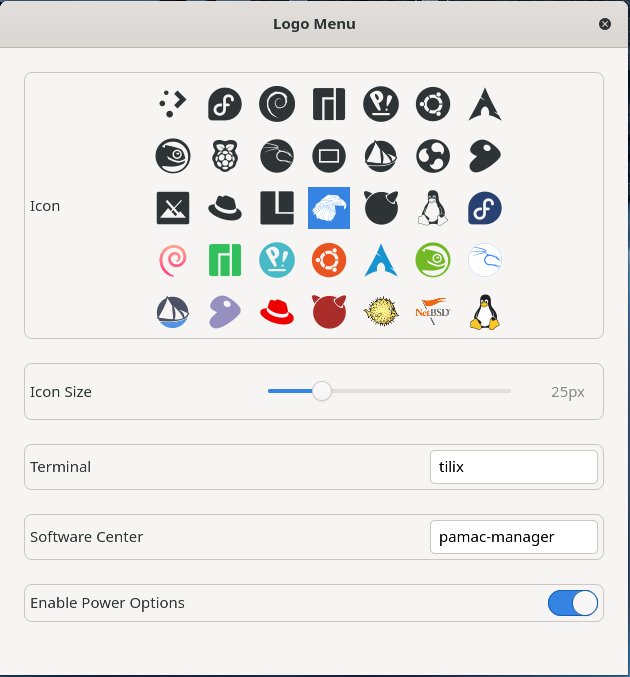 Logo Menu
Icon
NetBSD
Icon Size
25px
Terminal
tilix
Software Center
pamac-manager
Enable Power Options